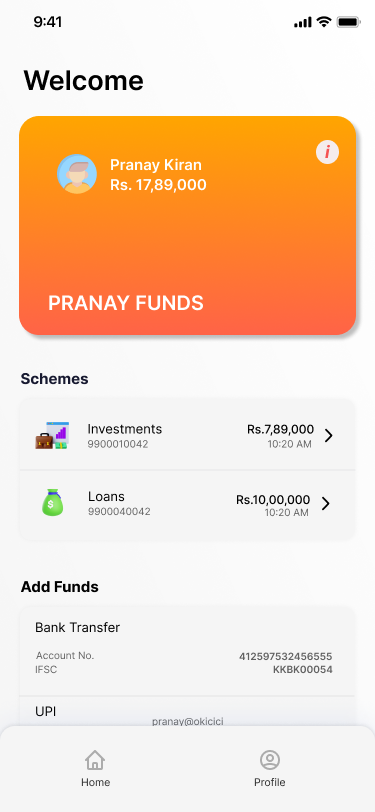 9:41
Welcome
i
Pranay Kiran
Rs. 17,89,000
PRANAY FUNDS
Schemes
Investments
Rs.7,89,000
9900010042
10:20 AM
Loans
Rs.10,00,000
9900040042
10:20 AM
Add Funds
Bank Transfer
Account No.
412597532456555
IFSC
KKBK00054
UPI
pranay@okicici
Home
Profile